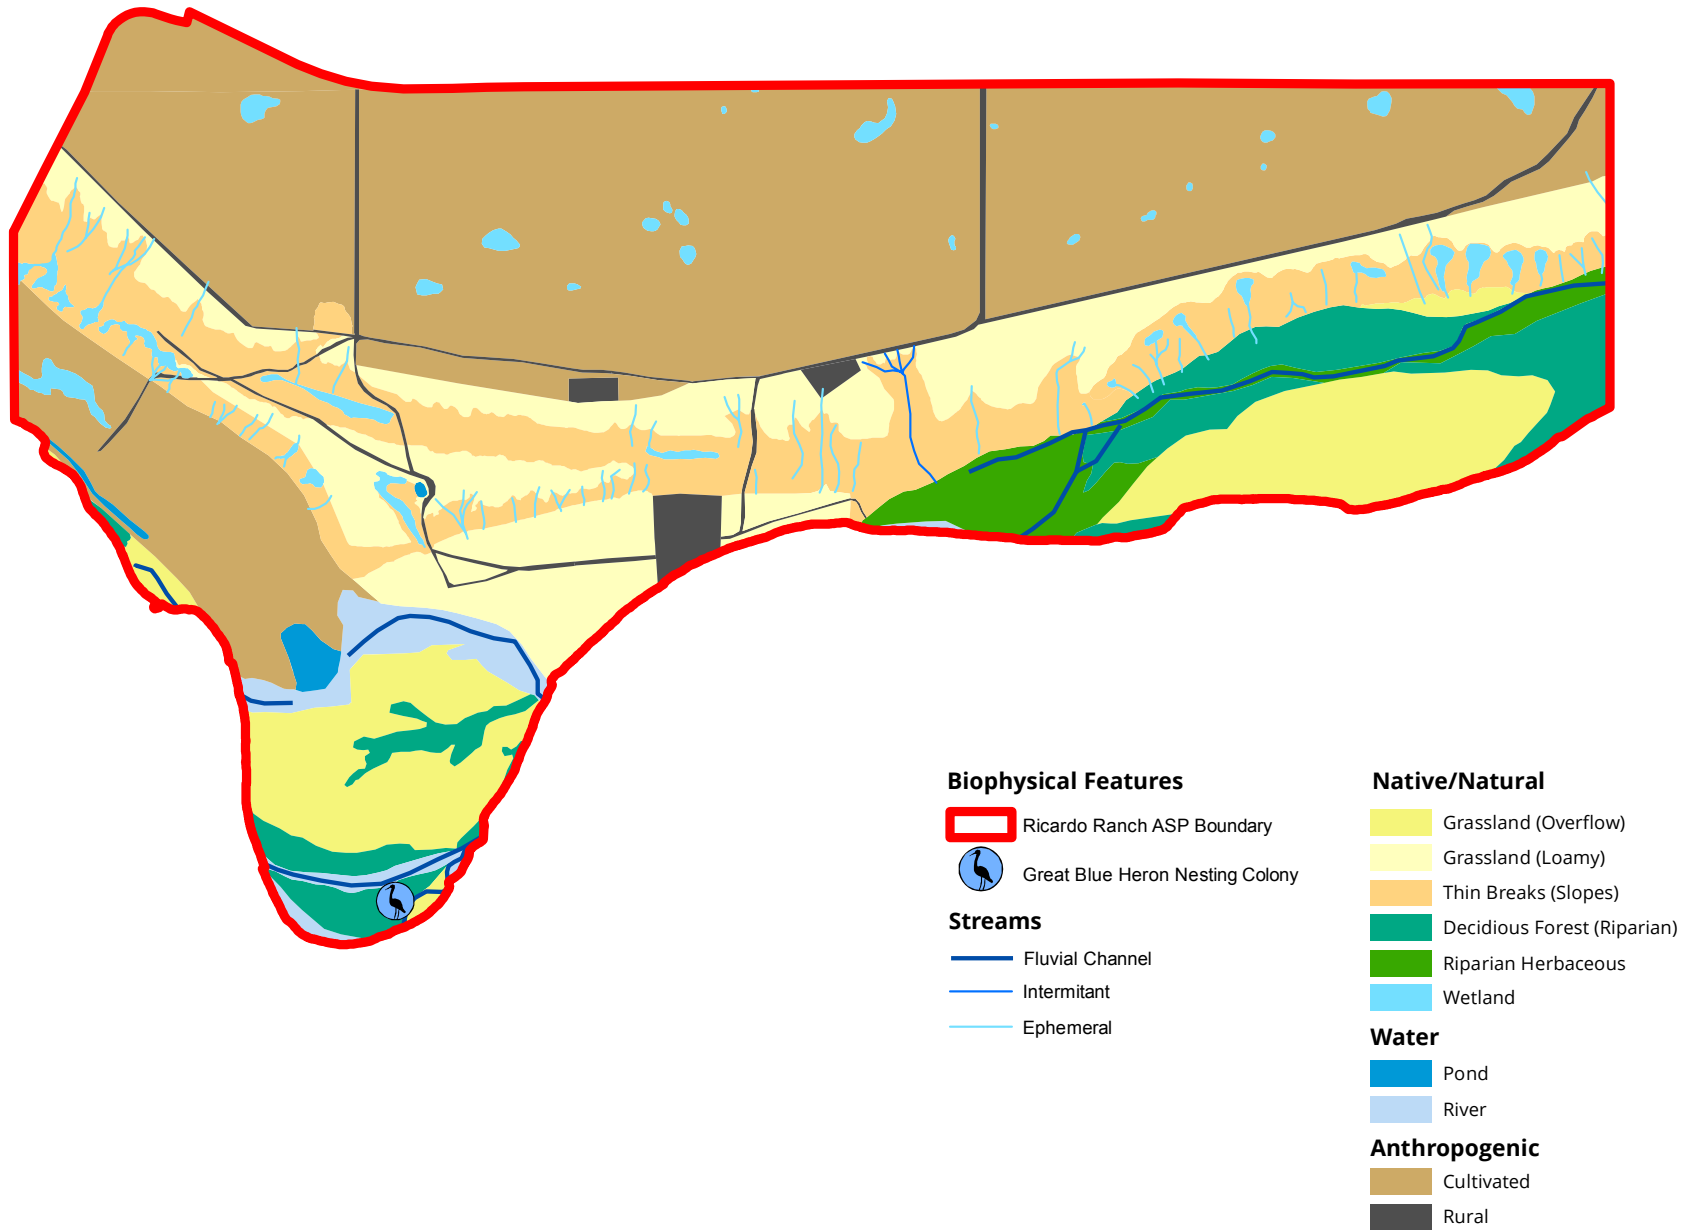 Biophysical Features
Ricardo Ranch ASP Boundary
Great Blue Heron Nesting Colony
Streams
Fluvial Channel
Intermitant
Ephemeral
Native/Natural
Grassland (Overflow)
Grassland (Loamy)
Thin Breaks (Slopes)
Decidious Forest (Riparian)
Riparian Herbaceous
Wetland
Water
Pond
River
Anthropogenic
Cultivated
Rural